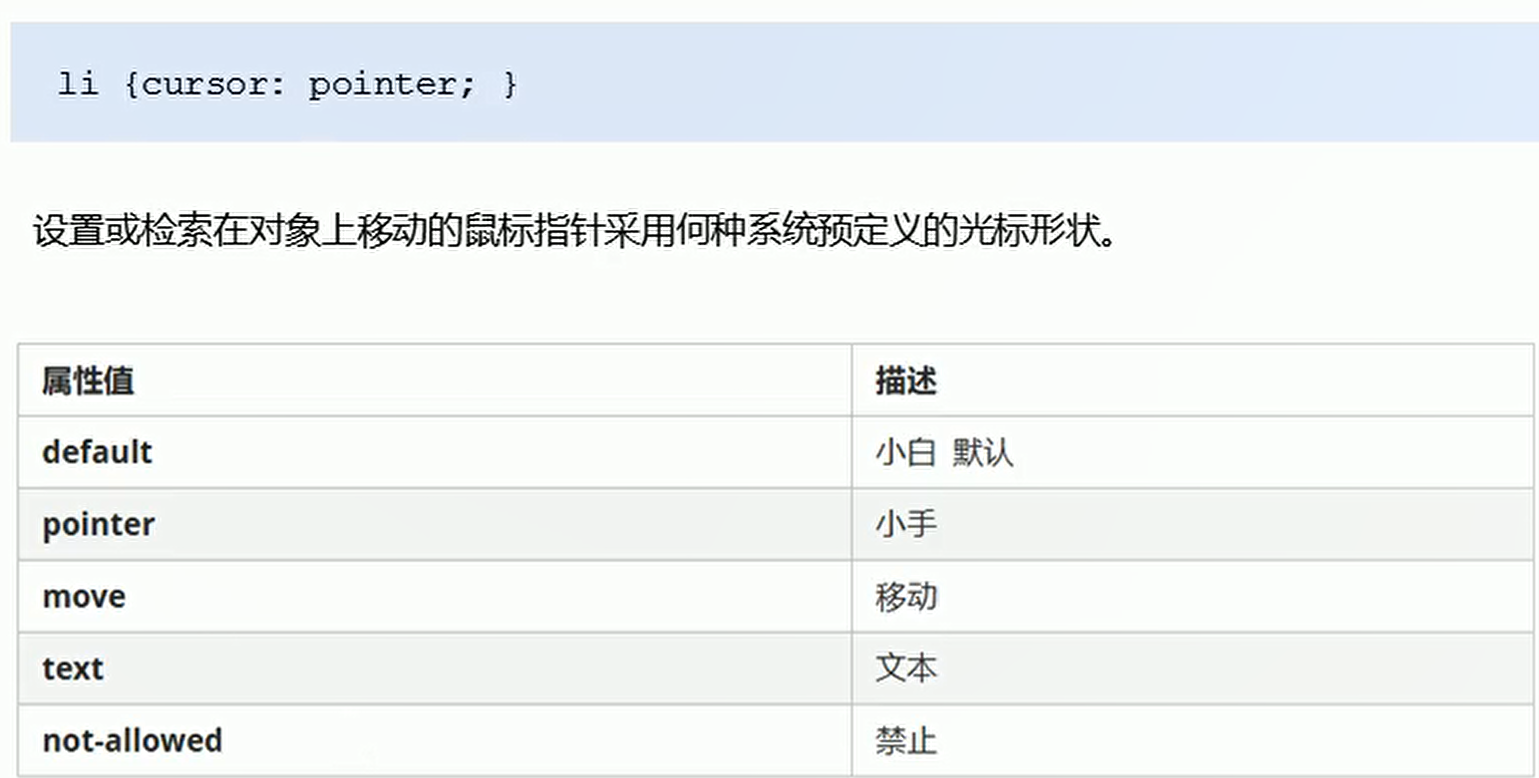 li {cursor: pointer; }
设置或检索在对象上移动的鼠标指针采用何种系统预定义的光标形状。
属性值 描述
default 小白 默认
pointer 小手
move 移动
text 文本
not-allowed 禁止